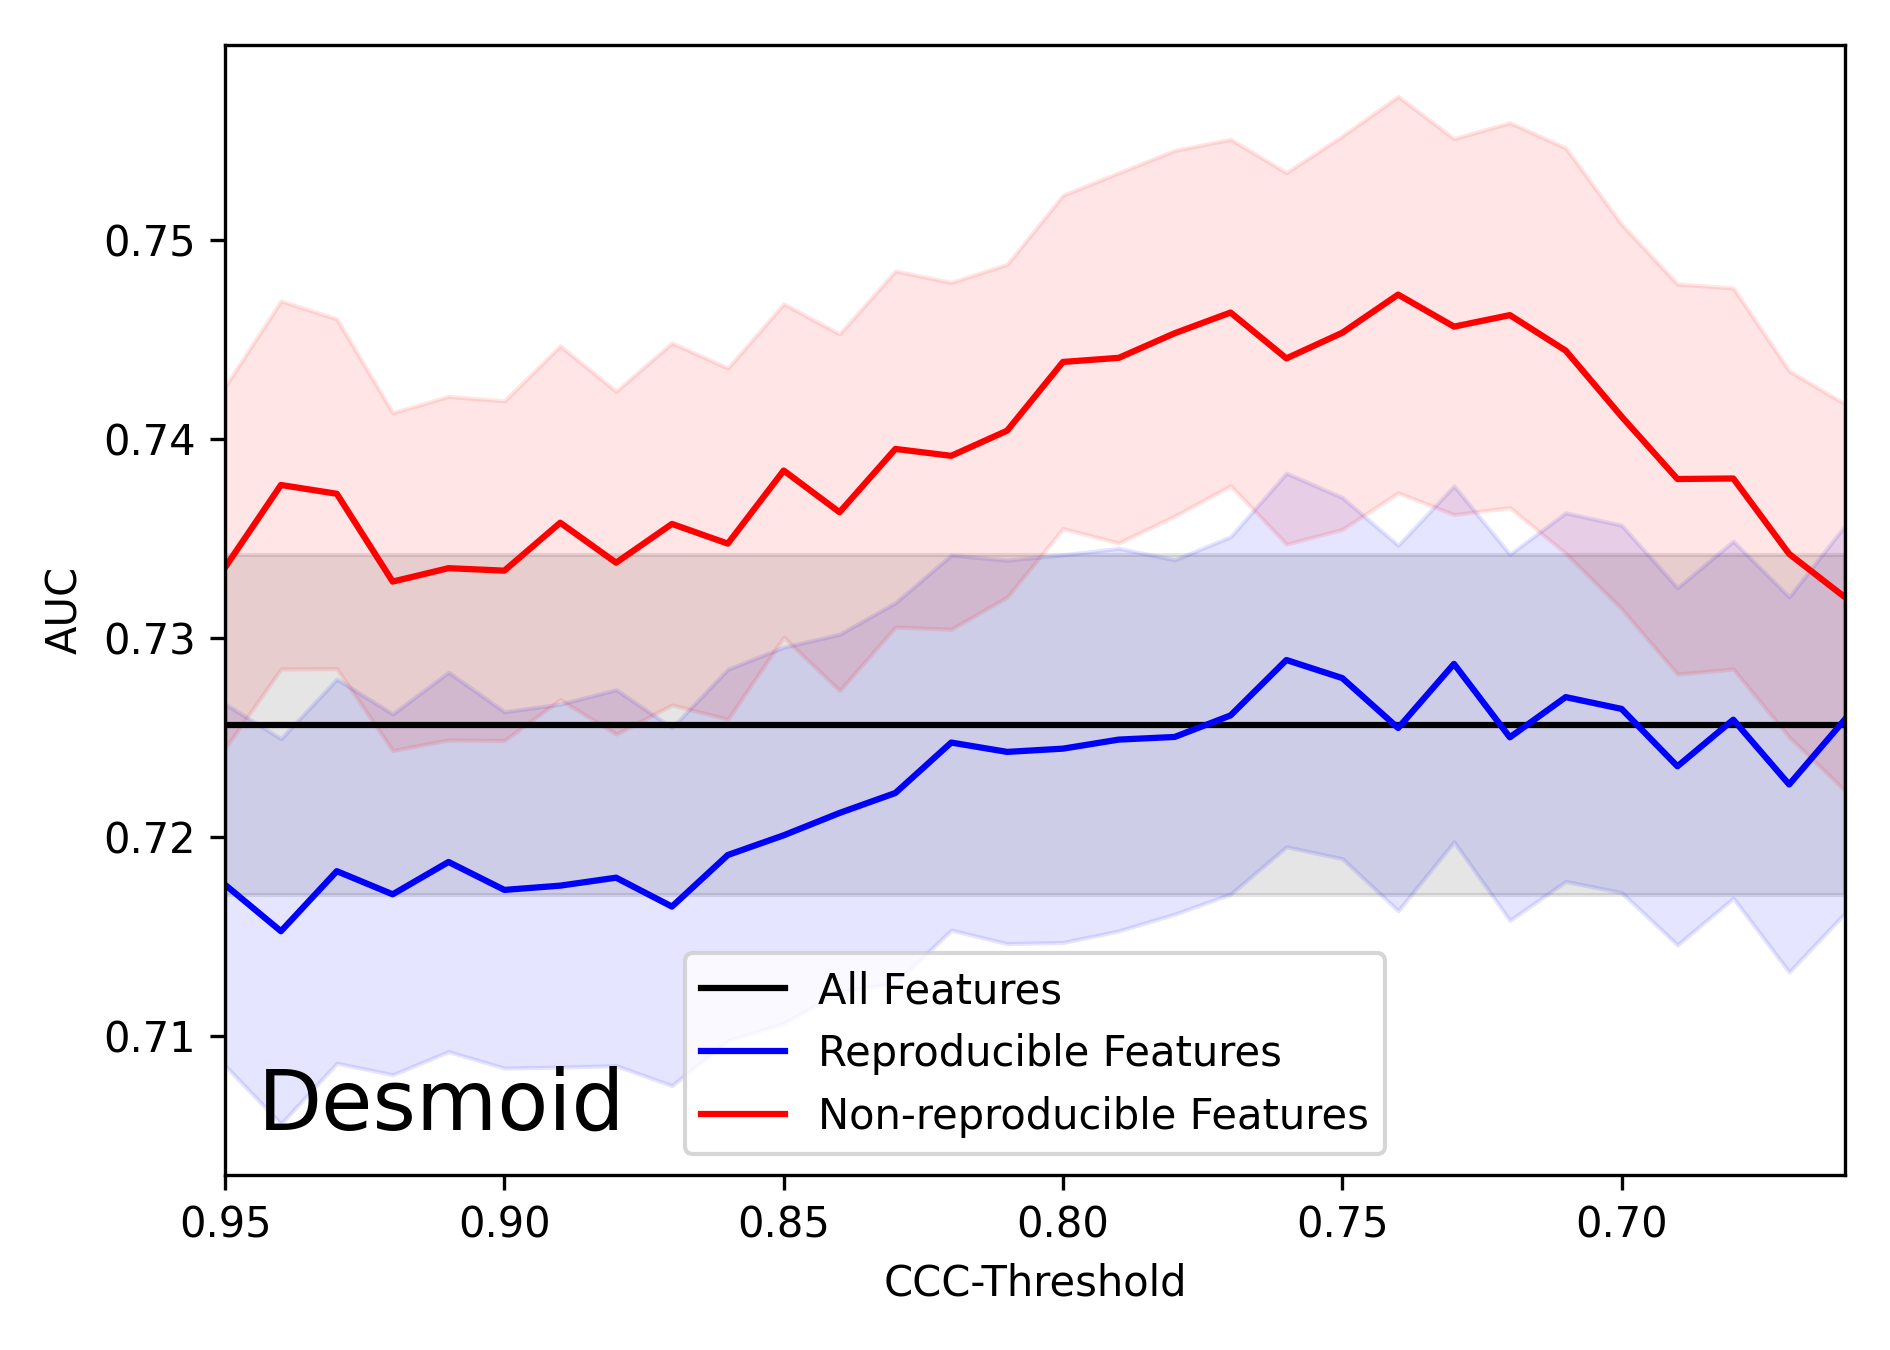 0.75
0.74
0.73
0.72
0.71
AUC
Desmoid
All Features
Reproducible Features
Non-reproducible Features
0.95 0.90 0.85 0.80 0.75 0.70
CCC-Threshold